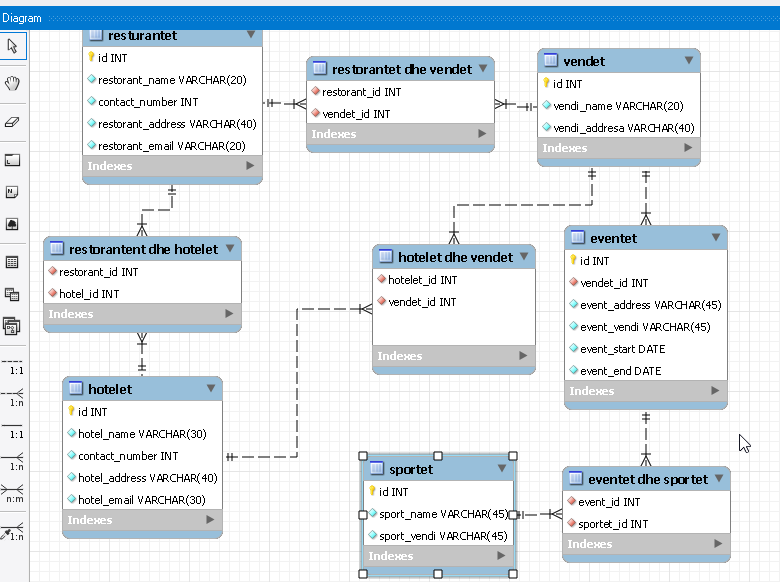 Diagram
resturantet
id INT
restorant_name VARCHAR(20)
contact_number INT
restorant_address VARCHAR(40)
restorant_email VARCHAR(20)
Indexes
restorantet dhe vendet
restorant_id INT
vendet_id INT
Indexes
vendet
id INT
vendi_name VARCHAR(20)
vendi_addresa VARCHAR(40)
Indexes
restorantent dhe hotelet
restorant_id INT
hotel_id INT
Indexes
hotelet dhe vendet
hotelet_id INT
vendet_id INT
Indexes
eventet
id INT
vendet_id INT
event_address VARCHAR(45)
event_vendi VARCHAR(45)
event_start DATE
event_end DATE
Indexes
hotelet
id INT
hotel_name VARCHAR(30)
contact_number INT
hotel_address VARCHAR(40)
hotel_email VARCHAR(30)
Indexes
sportet
id INT
sport_name VARCHAR(45)
sport_vendi VARCHAR(45)
Indexes
eventet dhe sportet
event_id INT
sportet_id INT
Indexes
1:1
1:n
1:1
1:n
n:m
1:n